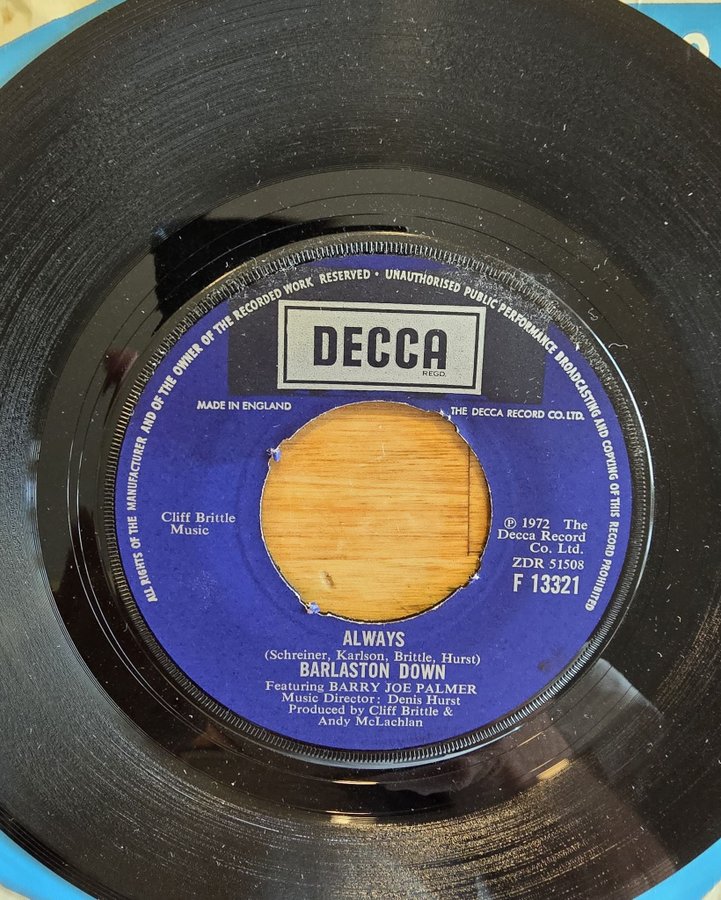 ALL RIGHTS OF THE MANUFACTURER AND OF THE OWNER OF THE RECORDED WORK RESERVED • UNAUTHORISED PUBLIC PERFORMANCE BROADCASTING AND COPYING OF THIS RECORD PROHIBITED
DECCA
REGD.
MADE IN ENGLAND
THE DECCA RECORD CO. LTD.
Cliff Brittle
Music
℗ 1972 The
Decca Record
Co. Ltd.
ZDR 51508
F 13321
ALWAYS
(Schreiner, Karlson, Brittle, Hurst)
BARLASTON DOWN
Featuring BARRY JOE PALMER
Music Director: Denis Hurst
Produced by Cliff Brittle &
Andy McLachlan